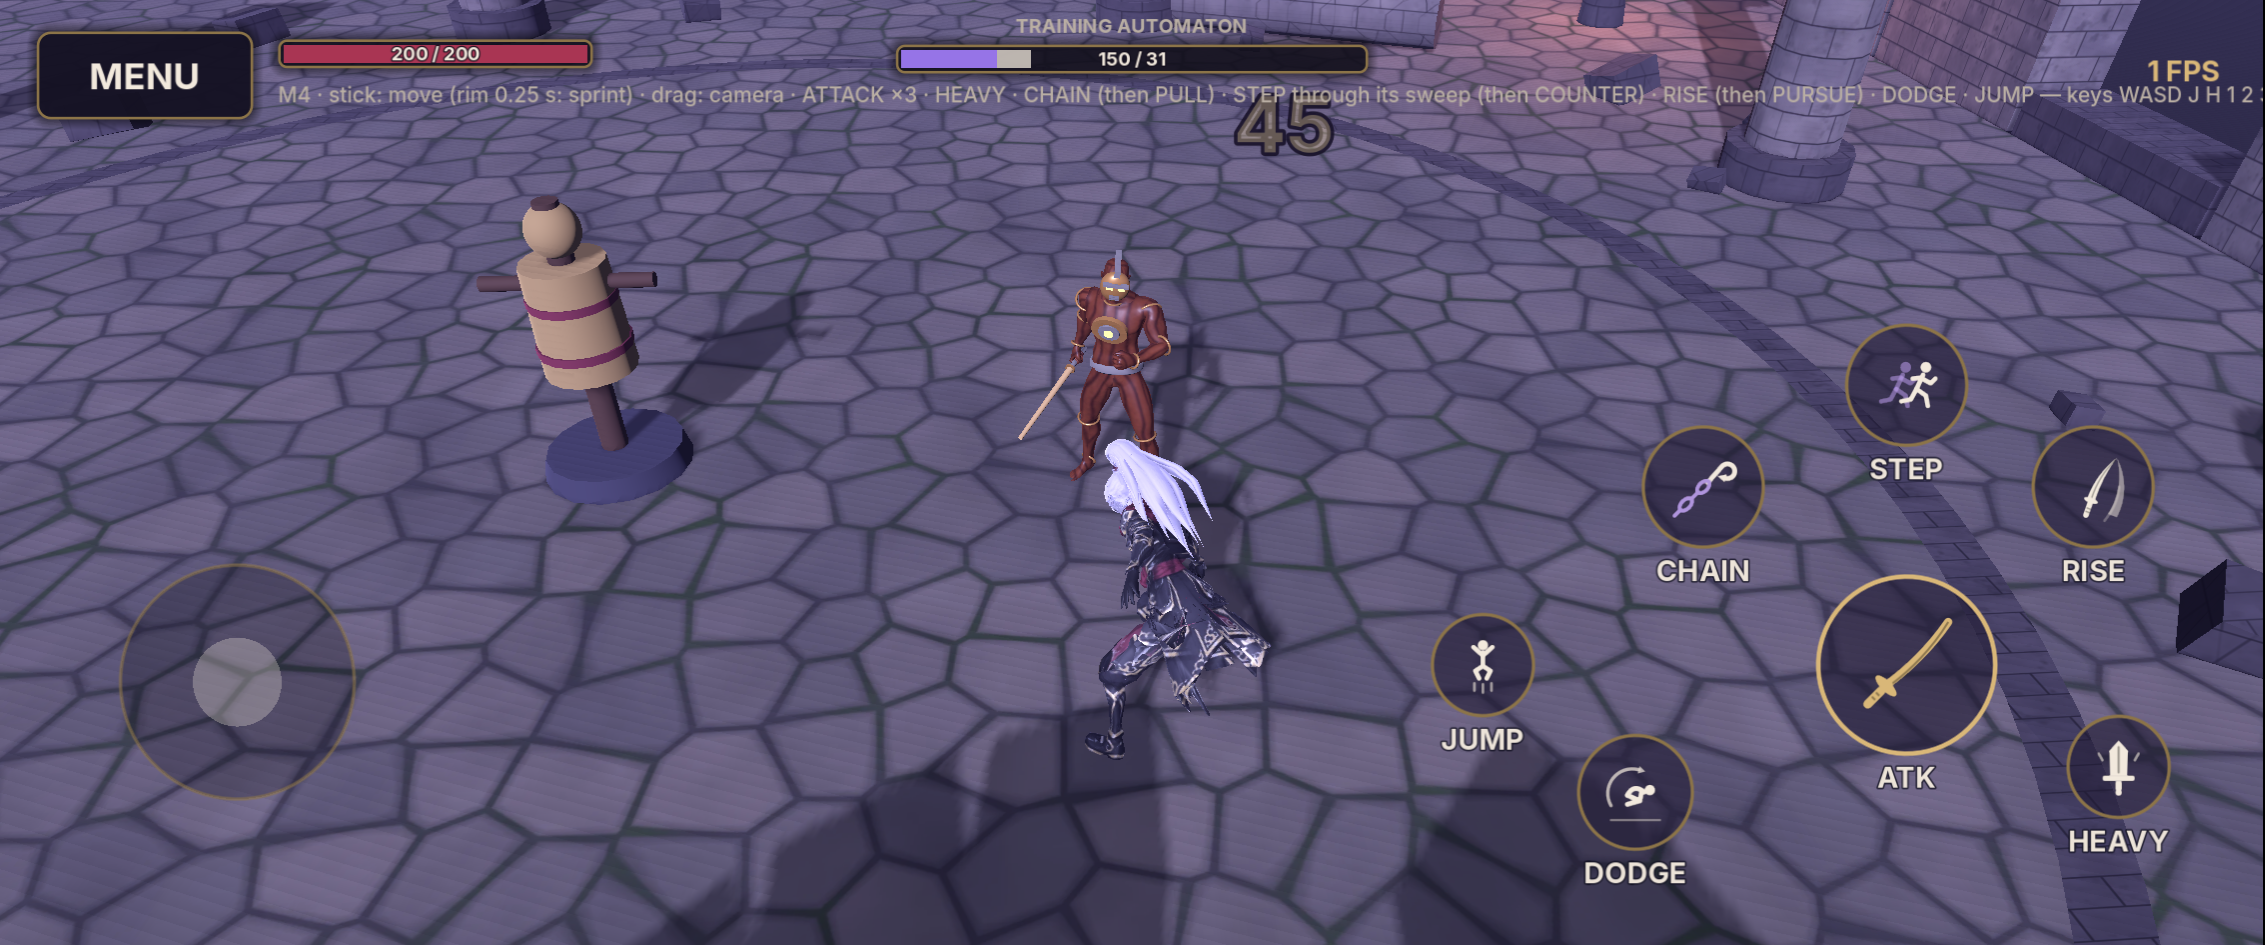 MENU
200 / 200
TRAINING AUTOMATON
150 / 31
1 FPS
M4 · stick: move (rim 0.25 s: sprint) · drag: camera · ATTACK ×3 · HEAVY · CHAIN (then PULL) · STEP through its sweep (then COUNTER) · RISE (then PURSUE) · DODGE · JUMP — keys WASD J H 1 2
45
STEP
CHAIN
RISE
JUMP
ATK
DODGE
HEAVY